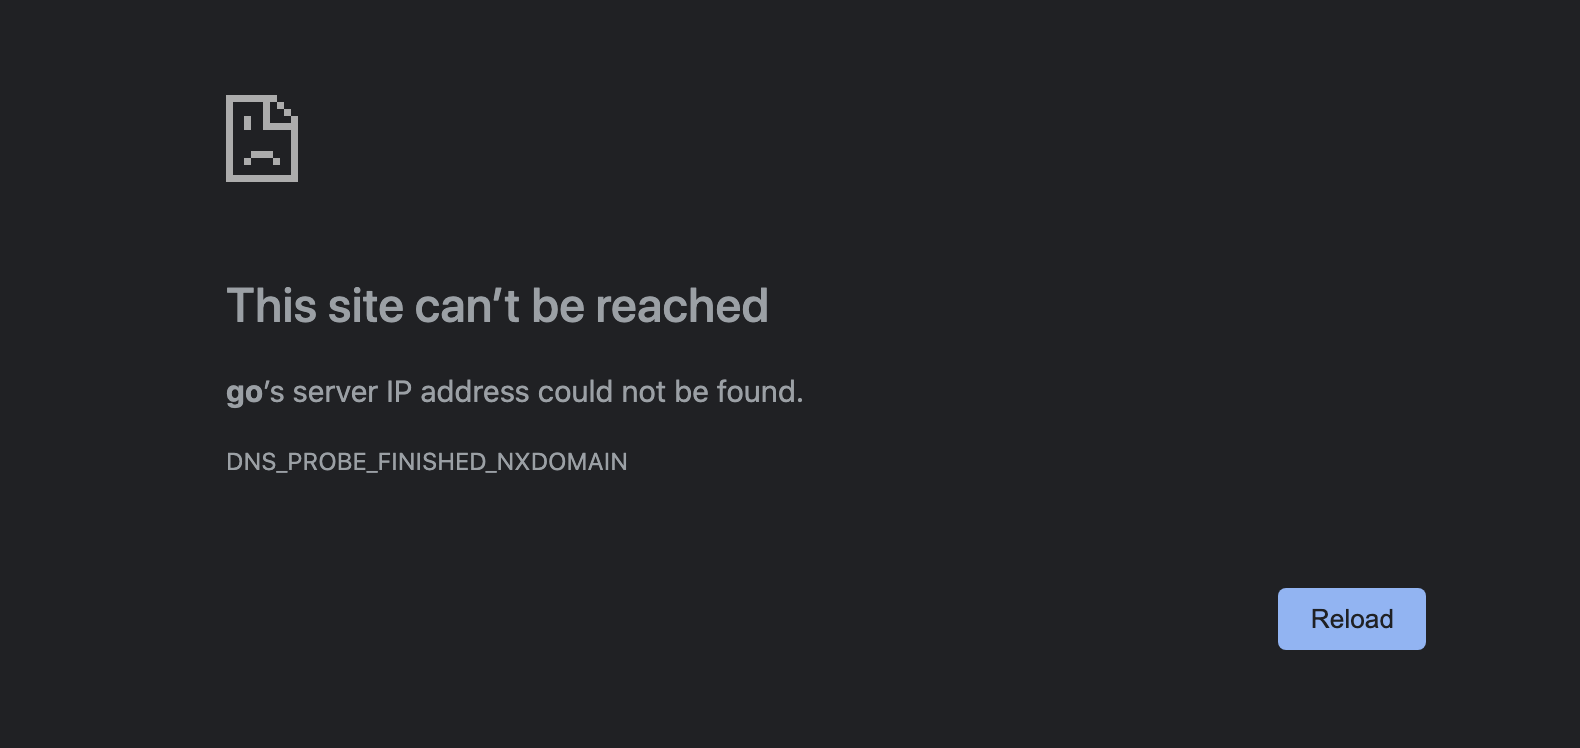 This site can’t be reached
go’s server IP address could not be found.
DNS_PROBE_FINISHED_NXDOMAIN
Reload